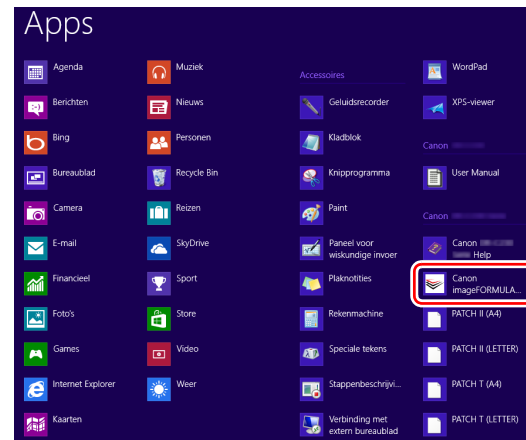 Apps
Agenda
Berichten
Bing
Bureaublad
Camera
E-mail
Financieel
Foto's
Games
Internet Explorer
Kaarten
Muziek
Nieuws
Personen
Recycle Bin
Reizen
SkyDrive
Sport
Store
Video
Weer
Accessoires
Geluidsrecorder
Kladblok
Knipprogramma
Paint
Paneel voor
wiskundige invoer
Plaknotities
Rekenmachine
Speciale tekens
Stappenbeschrijvi...
Verbinding met
extern bureaublad
WordPad
XPS-viewer
Canon
User Manual
Canon
Canon
Help
Canon
imageFORMULA...
PATCH II (A4)
PATCH II (LETTER)
PATCH T (A4)
PATCH T (LETTER)